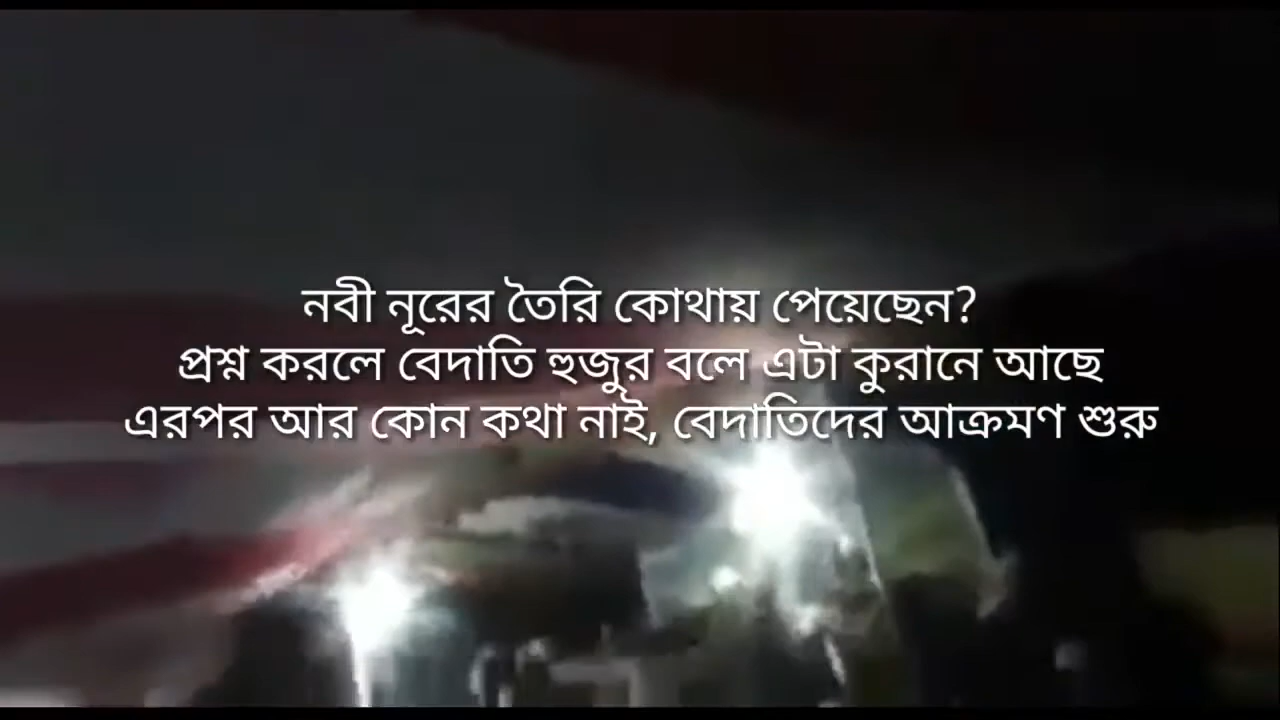 নবী নূরের তৈরি কোথায় পেয়েছেন?
প্রশ্ন করলে বেদাতি হুজুর বলে এটা কুরানে আছে
এরপর আর কোন কথা নাই, বেদাতিদের আক্রমণ শুরু